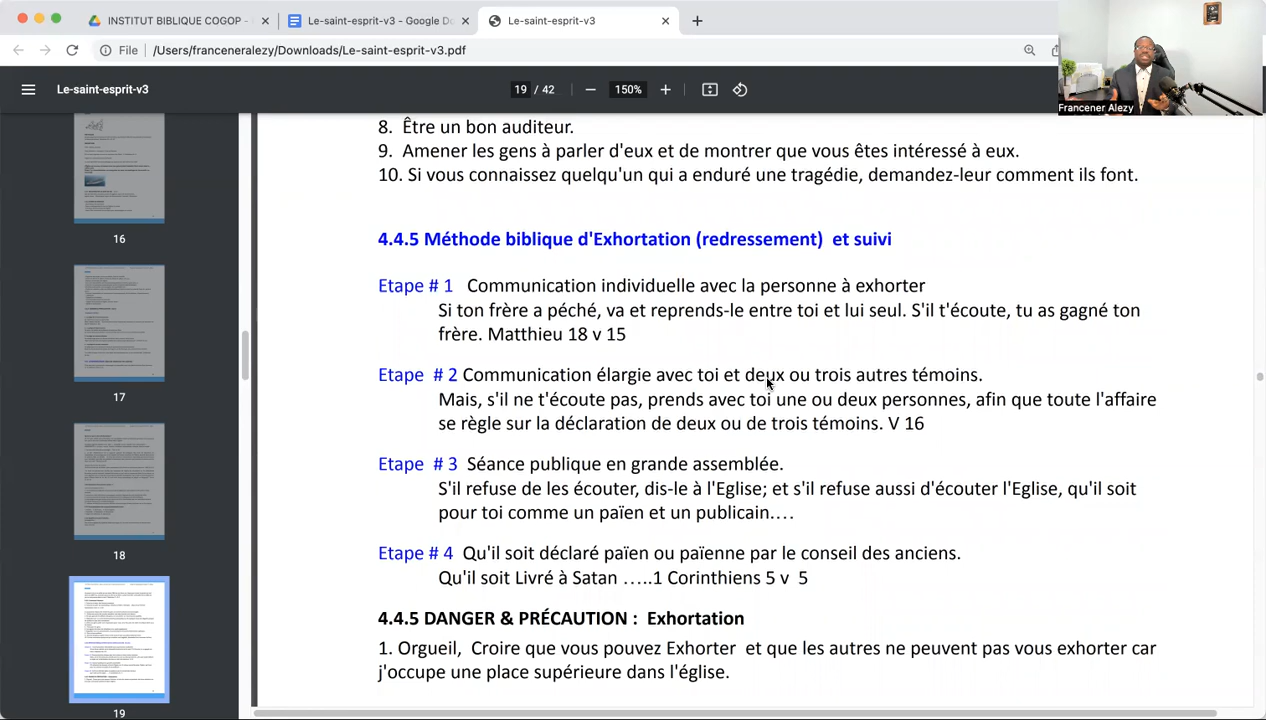 INSTITUT BIBLIQUE COGOP -
Le-saint-esprit-v3 - Google Do
Le-saint-esprit-v3
File
/Users/franceneralezy/Downloads/Le-saint-esprit-v3.pdf
Le-saint-esprit-v3
19 / 42
150%
Francener Alezy
8. Être un bon auditeur.
9. Amener les gens à parler d'eux et de montrer que vous êtes intéressé à eux.
10. Si vous connaissez quelqu'un qui a enduré une tragédie, demandez-leur comment ils font.
4.4.5 Méthode biblique d'Exhortation (redressement) et suivi
Etape # 1 Communication individuelle avec la personne à exhorter
Si ton frère a péché, va et reprends-le entre toi et lui seul. S'il t'écoute, tu as gagné ton
frère. Matthieu 18 v 15
Etape # 2 Communication élargie avec toi et deux ou trois autres témoins.
Mais, s'il ne t'écoute pas, prends avec toi une ou deux personnes, afin que toute l'affaire
se règle sur la déclaration de deux ou de trois témoins. V 16
Etape # 3 Séance publique en grande assemblée.
S'il refuse de les écouter, dis-le à l'Eglise; et s'il refuse aussi d'écouter l'Eglise, qu'il soit
pour toi comme un païen et un publicain...
Etape # 4 Qu'il soit déclaré païen ou païenne par le conseil des anciens.
Qu'il soit Livré à Satan …..1 Corinthiens 5 v 5
4.4.5 DANGER & PRÉCAUTION : Exhortation
1. Orgueil, Croire que vous pouvez Exhorter et que les autres ne peuvent pas vous exhorter car
j'occupe une place supérieure dans l'église.
16
17
18
19